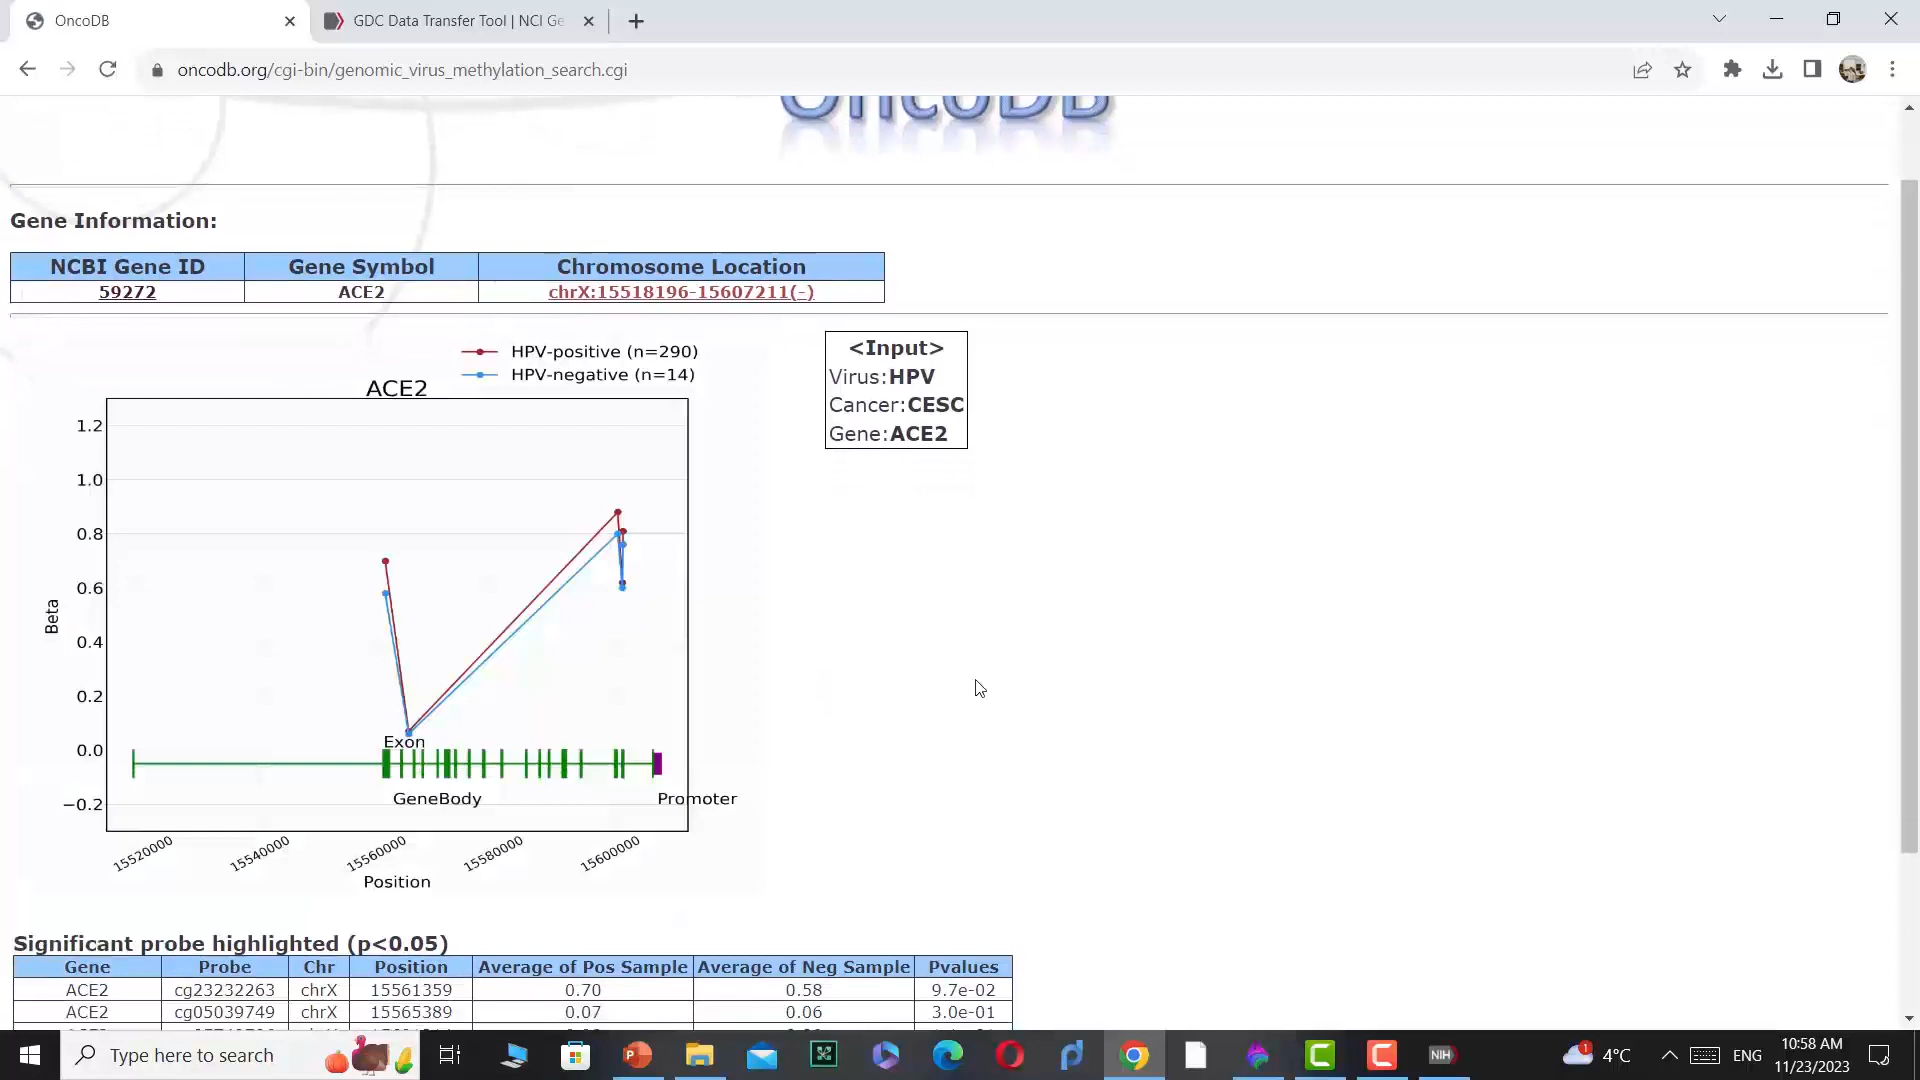 OncoDB
GDC Data Transfer Tool | NCI Ge
oncodb.org/cgi-bin/genomic_virus_methylation_search.cgi
OncoDB
Gene Information:
NCBI Gene ID Gene Symbol Chromosome Location
59272 ACE2 chrX:15518196-15607211(-)
HPV-positive (n=290)
HPV-negative (n=14)
ACE2
<Input>
Virus:HPV
Cancer:CESC
Gene:ACE2
1.2
1.0
0.8
0.6
0.4
0.2
0.0
−0.2
Beta
Exon
GeneBody
Promoter
15520000 15540000 15560000 15580000 15600000
Position
Significant probe highlighted (p<0.05)
Gene Probe Chr Position Average of Pos Sample Average of Neg Sample Pvalues
ACE2 cg23232263 chrX 15561359 0.70 0.58 9.7e-02
ACE2 cg05039749 chrX 15565389 0.07 0.06 3.0e-01
Type here to search
NIH
1
4°C
ENG
10:58 AM
11/23/2023